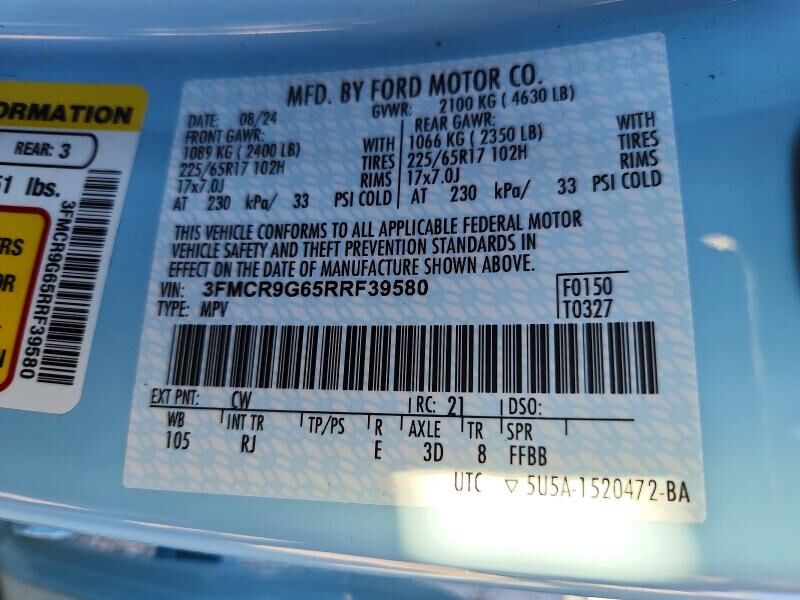 ORMATION
REAR: 3
51 lbs.
3FMCR9G65RRF39580
RS
OR
N
MFD. BY FORD MOTOR CO.
DATE: 08/24 GVWR: 2100 KG ( 4630 LB)
FRONT GAWR: REAR GAWR:
1089 KG ( 2400 LB) WITH 1066 KG ( 2350 LB) WITH
225/65R17 102H TIRES 225/65R17 102H TIRES
17x7.0J RIMS 17x7.0J RIMS
AT 230 kPa/ 33 PSI COLD AT 230 kPa/ 33 PSI COLD
THIS VEHICLE CONFORMS TO ALL APPLICABLE FEDERAL MOTOR
VEHICLE SAFETY AND THEFT PREVENTION STANDARDS IN
EFFECT ON THE DATE OF MANUFACTURE SHOWN ABOVE.
VIN: 3FMCR9G65RRF39580 F0150
TYPE: MPV T0327
EXT PNT: CW RC: 21 DSO:
WB INT TR TP/PS R AXLE TR SPR
105 RJ E 3D 8 FFBB
UTC ▽ 5U5A-1520472-BA